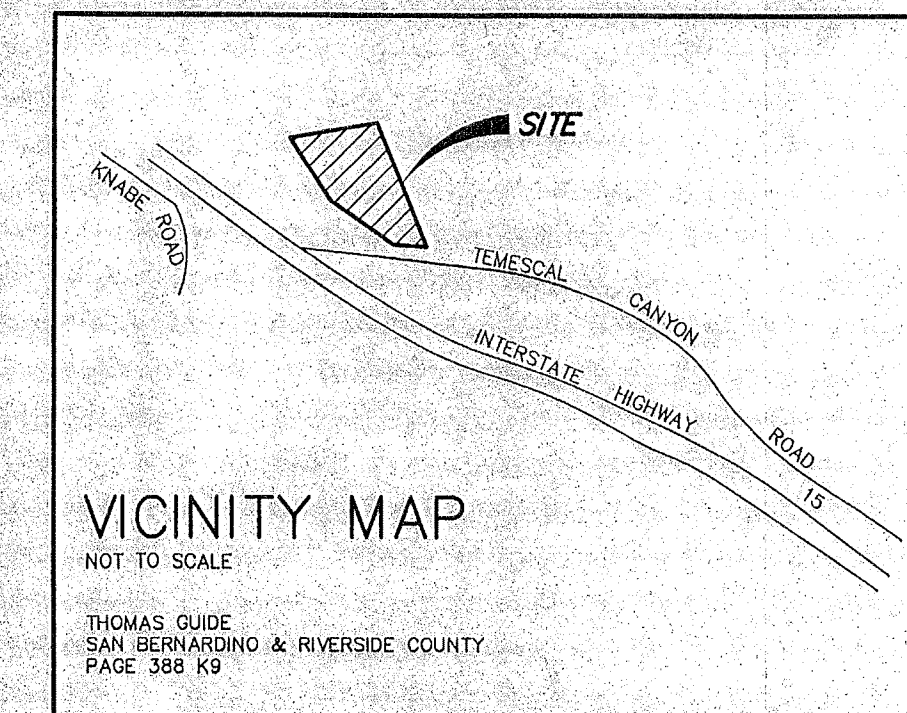 SITE
KNABE ROAD
TEMESCAL CANYON ROAD
INTERSTATE HIGHWAY 15
VICINITY MAP
NOT TO SCALE
THOMAS GUIDE
SAN BERNARDINO & RIVERSIDE COUNTY
PAGE 388 K9